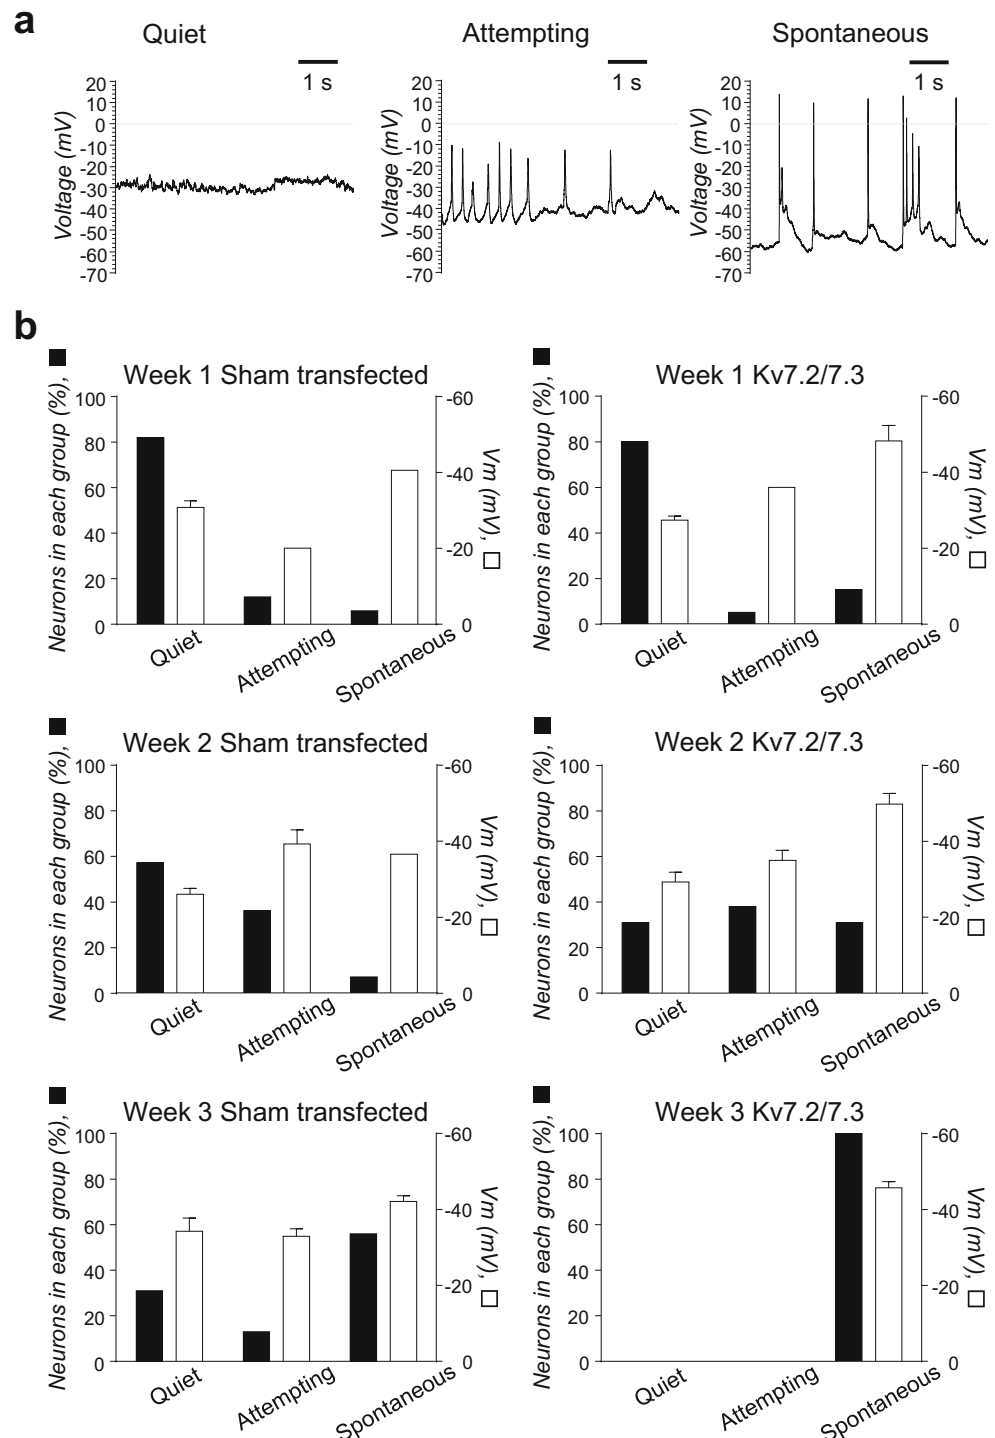 a
Quiet
Attempting
Spontaneous
1 s
1 s
1 s
Voltage (mV)
20
10
0
-10
-20
-30
-40
-50
-60
-70
Voltage (mV)
20
10
0
-10
-20
-30
-40
-50
-60
-70
Voltage (mV)
20
10
0
-10
-20
-30
-40
-50
-60
-70
b
Week 1 Sham transfected
Neurons in each group (%),
100
80
60
40
20
0
-60
-40
-20
0
Vm (mV),
Quiet
Attempting
Spontaneous
Week 1 Kv7.2/7.3
Neurons in each group (%),
100
80
60
40
20
0
-60
-40
-20
0
Vm (mV),
Quiet
Attempting
Spontaneous
Week 2 Sham transfected
Neurons in each group (%),
100
80
60
40
20
0
-60
-40
-20
0
Vm (mV),
Quiet
Attempting
Spontaneous
Week 2 Kv7.2/7.3
Neurons in each group (%),
100
80
60
40
20
0
-60
-40
-20
0
Vm (mV),
Quiet
Attempting
Spontaneous
Week 3 Sham transfected
Neurons in each group (%),
100
80
60
40
20
0
-60
-40
-20
0
Vm (mV),
Quiet
Attempting
Spontaneous
Week 3 Kv7.2/7.3
Neurons in each group (%),
100
80
60
40
20
0
-60
-40
-20
0
Vm (mV),
Quiet
Attempting
Spontaneous